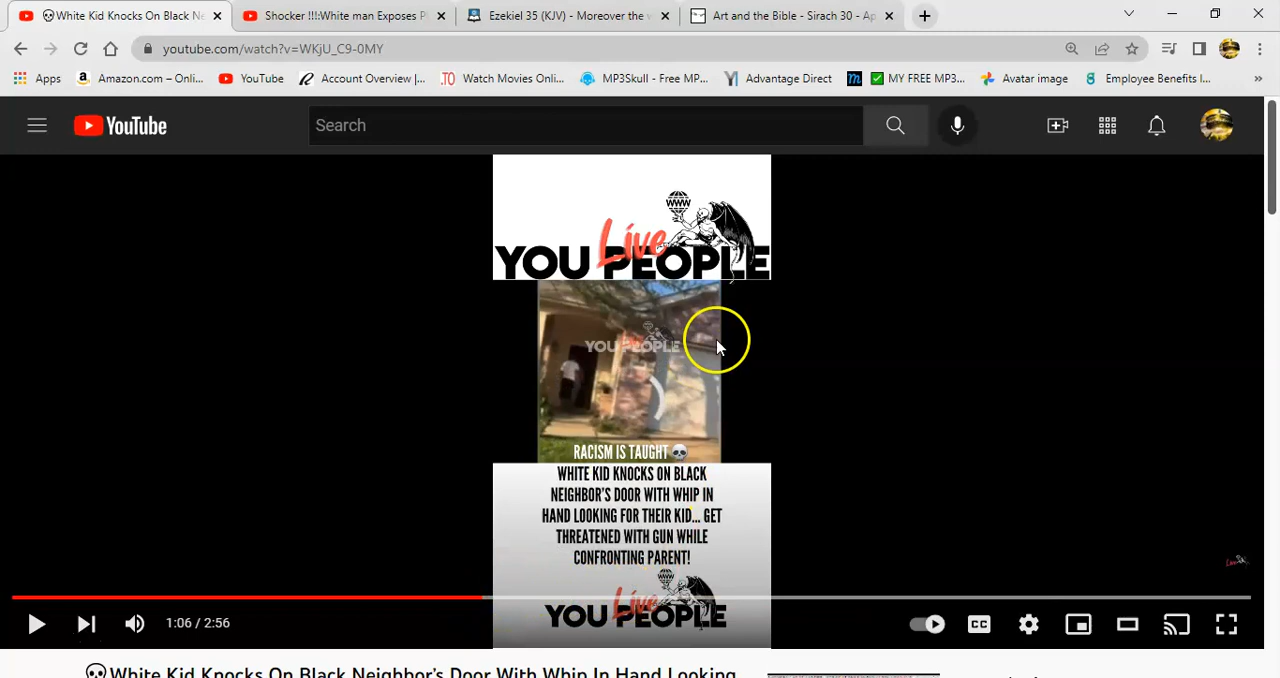 💀White Kid Knocks On Black Ne
Shocker !!!:White man Exposes P
Ezekiel 35 (KJV) - Moreover the w
Art and the Bible - Sirach 30 - Ap
youtube.com/watch?v=WKjU_C9-0MY
Apps
Amazon.com – Onli...
YouTube
Account Overview |...
Watch Movies Onli...
MP3Skull - Free MP...
Advantage Direct
✅ MY FREE MP3...
Avatar image
Employee Benefits I...
»
YouTube
Search
WWW
Live
YOU PEOPLE
YOU PEOPLE
RACISM IS TAUGHT 💀
WHITE KID KNOCKS ON BLACK
NEIGHBOR'S DOOR WITH WHIP IN
HAND LOOKING FOR THEIR KID... GET
THREATENED WITH GUN WHILE
CONFRONTING PARENT!
WWW
Live
YOU PEOPLE
1:06 / 2:56
CC
💀White Kid Knocks On Black Neighbor's Door With Whip In Hand Looking